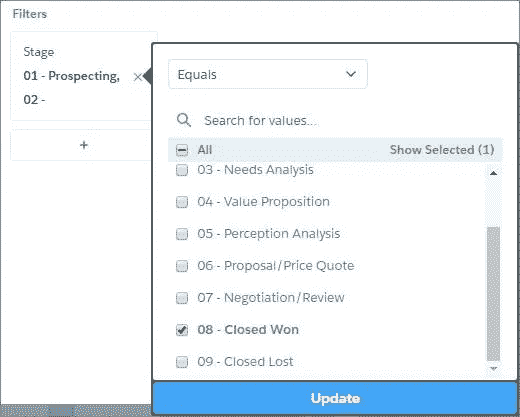 Filters
Stage
01 - Prospecting,
02 -
+
Equals
Search for values...
All Show Selected (1)
03 - Needs Analysis
04 - Value Proposition
05 - Perception Analysis
06 - Proposal/Price Quote
07 - Negotiation/Review
08 - Closed Won
09 - Closed Lost
Update